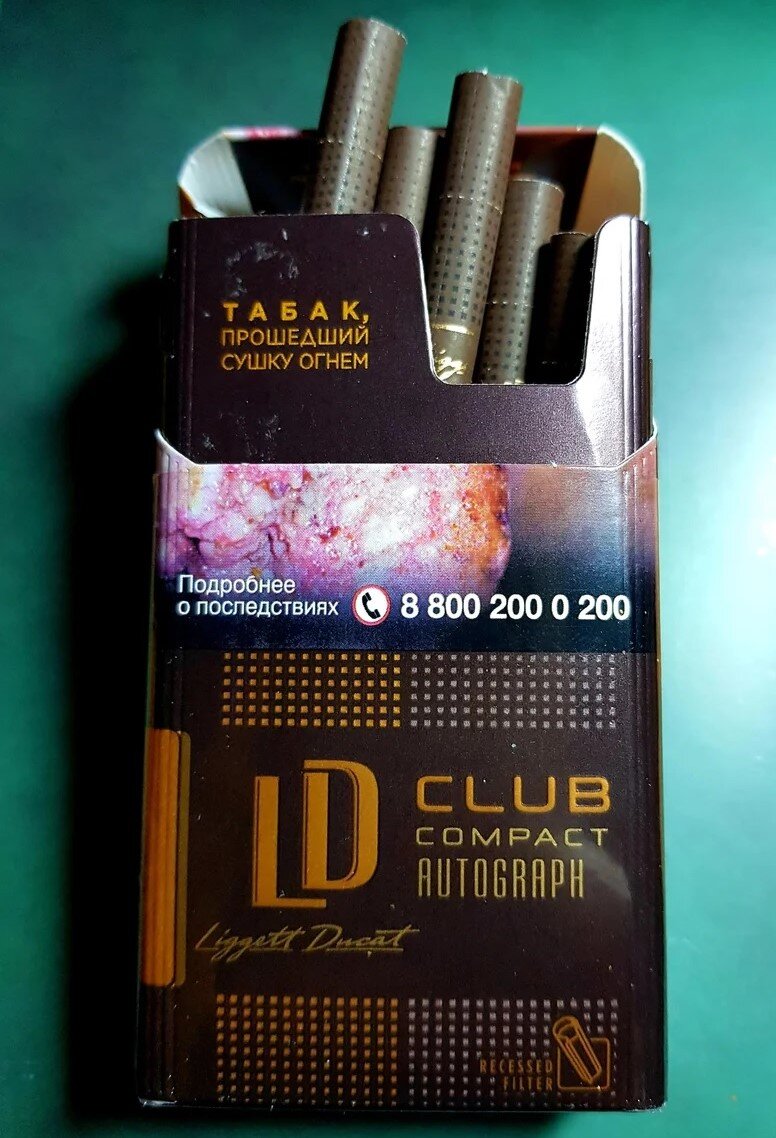 ТАБАК,
ПРОШЕДШИЙ
СУШКУ ОГНЕМ
Подробнее
о последствиях 8 800 200 0 200
LD CLUB
COMPACT
AUTOGRAPH
Liggett Ducat
RECESSED
FILTER